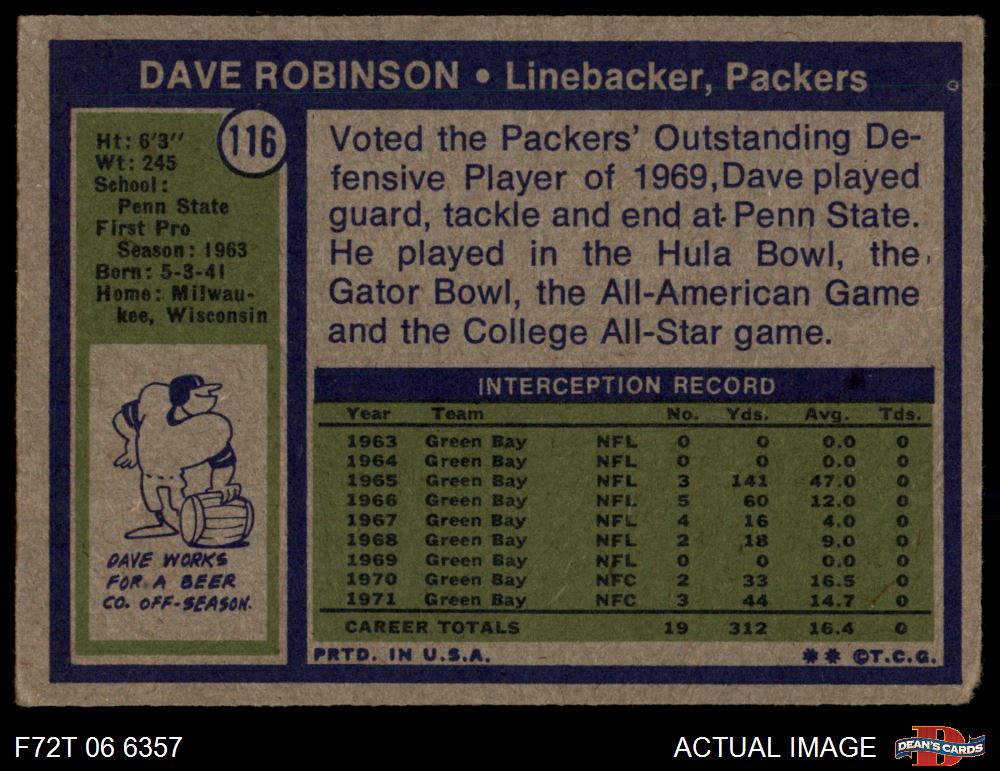 DAVE ROBINSON • Linebacker, Packers
116
Ht: 6'3"
Wt: 245
School:
Penn State
First Pro
Season: 1963
Born: 5-3-41
Home: Milwau-
kee, Wisconsin
DAVE WORKS
FOR A BEER
CO. OFF-SEASON.
Voted the Packers' Outstanding De-
fensive Player of 1969, Dave played
guard, tackle and end at Penn State.
He played in the Hula Bowl, the
Gator Bowl, the All-American Game
and the College All-Star game.
INTERCEPTION RECORD
Year Team No. Yds. Avg. Tds.
1963 Green Bay NFL 0 0 0.0 0
1964 Green Bay NFL 0 0 0.0 0
1965 Green Bay NFL 3 141 47.0 0
1966 Green Bay NFL 5 60 12.0 0
1967 Green Bay NFL 4 16 4.0 0
1968 Green Bay NFL 2 18 9.0 0
1969 Green Bay NFL 0 0 0.0 0
1970 Green Bay NFC 2 33 16.5 0
1971 Green Bay NFC 3 44 14.7 0
CAREER TOTALS 19 312 16.4 0
PRTD. IN U.S.A. ** ©T.C.G.
F72T 06 6357 ACTUAL IMAGE
D
DEAN'S CARDS